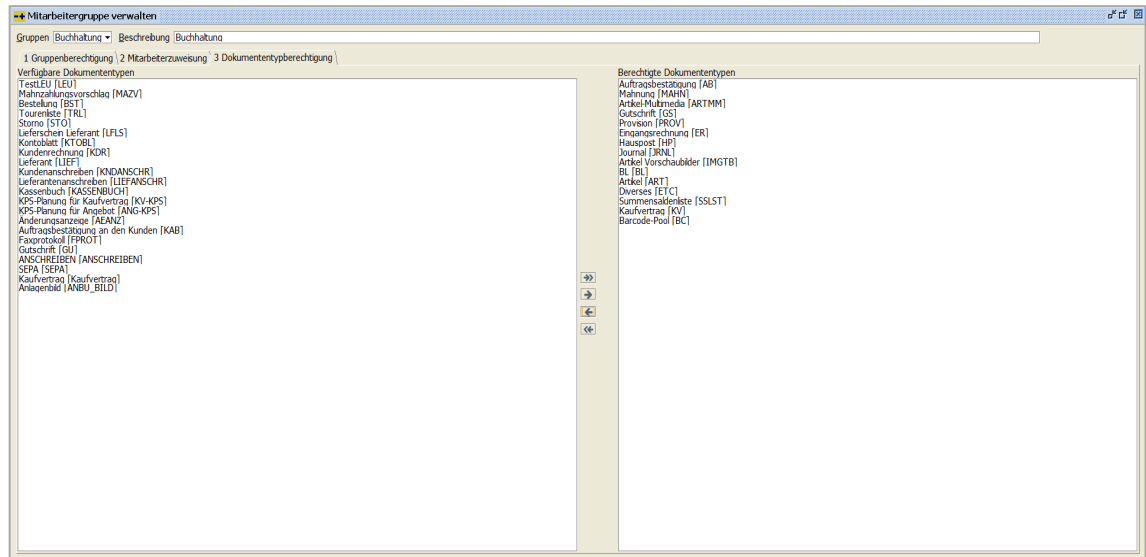 Mitarbeitergruppe verwalten
Gruppen Buchhaltung Beschreibung Buchhaltung
1 Gruppenberechtigung 2 Mitarbeiterzuweisung 3 Dokumententypberechtigung
Verfügbare Dokumententypen
TestLEU [LEU]
Mahnzahlungsvorschlag [MAZV]
Bestellung [BST]
Tourenliste [TRL]
Storno [STO]
Lieferschein Lieferant [LFLS]
Kontoblatt [KTOBL]
Kundenrechnung [KDR]
Lieferant [LIEF]
Kundenanschreiben [KNDANSCHR]
Lieferantenanschreiben [LIEFANSCHR]
Kassenbuch [KASSENBUCH]
KPS-Planung für Kaufvertrag [KV-KPS]
KPS-Planung für Angebot [ANG-KPS]
Änderungsanzeige [AEANZ]
Auftragsbestätigung an den Kunden [KAB]
Faxprotokoll [FPROT]
Gutschrift [GU]
ANSCHREIBEN [ANSCHREIBEN]
SEPA [SEPA]
Kaufvertrag [Kaufvertrag]
Anlagenbild [ANBU_BILD]
Berechtigte Dokumententypen
Auftragsbestätigung [AB]
Mahnung [MAHN]
Artikel-Multimedia [ARTMM]
Gutschrift [GS]
Provision [PROV]
Eingangsrechnung [ER]
Hauspost [HP]
Journal [JRNL]
Artikel Vorschaubilder [IMGTB]
BL [BL]
Artikel [ART]
Diverses [ETC]
Summensaldenliste [SSLST]
Kaufvertrag [KV]
Barcode-Pool [BC]